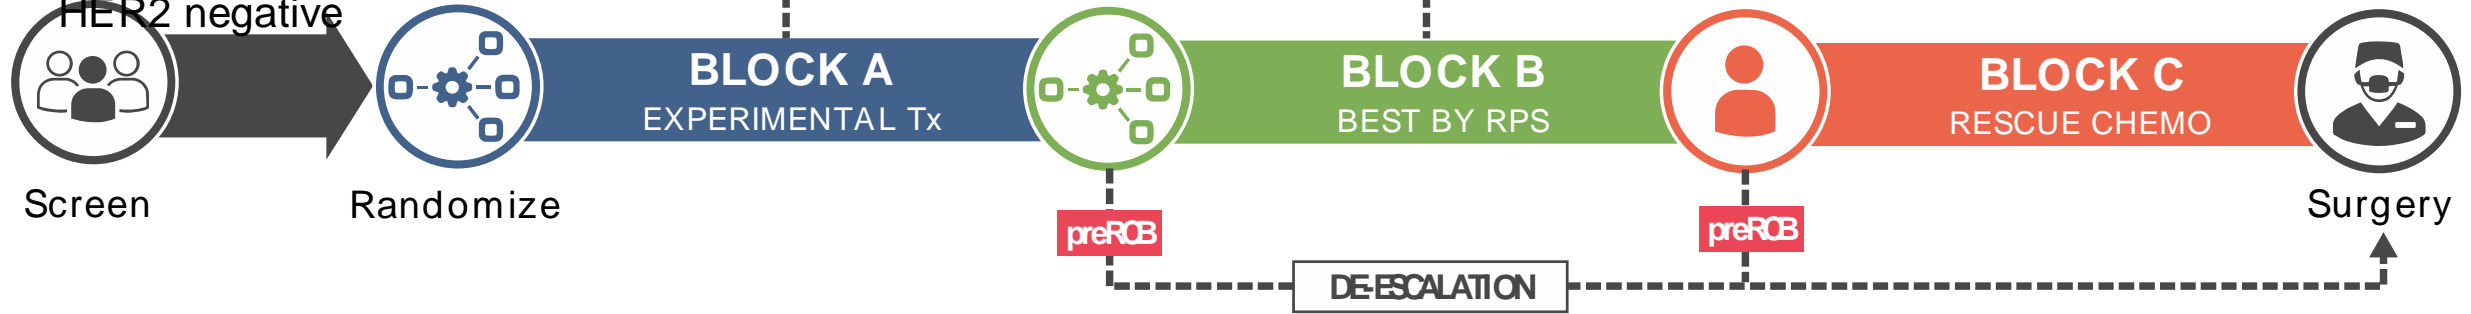 HER2 negative
BLOCK A
EXPERIMENTAL Tx
BLOCK B
BEST BY RPS
BLOCK C
RESCUE CHEMO
Screen
Randomize
Surgery
preRCB
preRCB
DE-ESCALATION